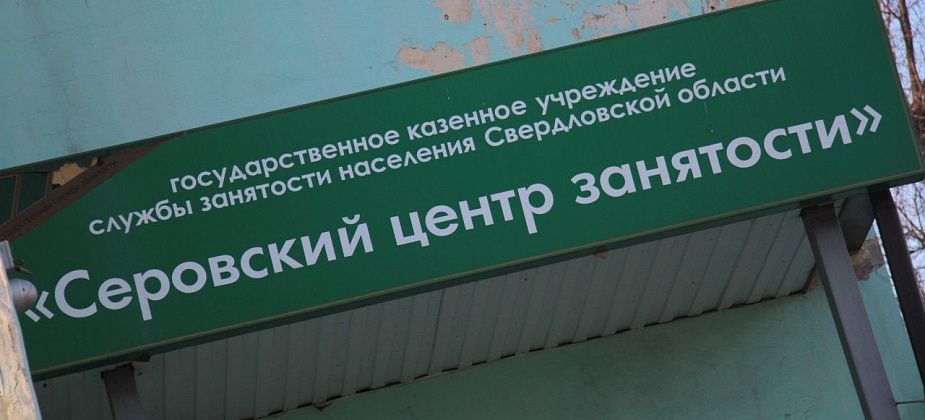 государственное казенное учреждение
службы занятости населения Свердловской области
«Серовский центр занятости»